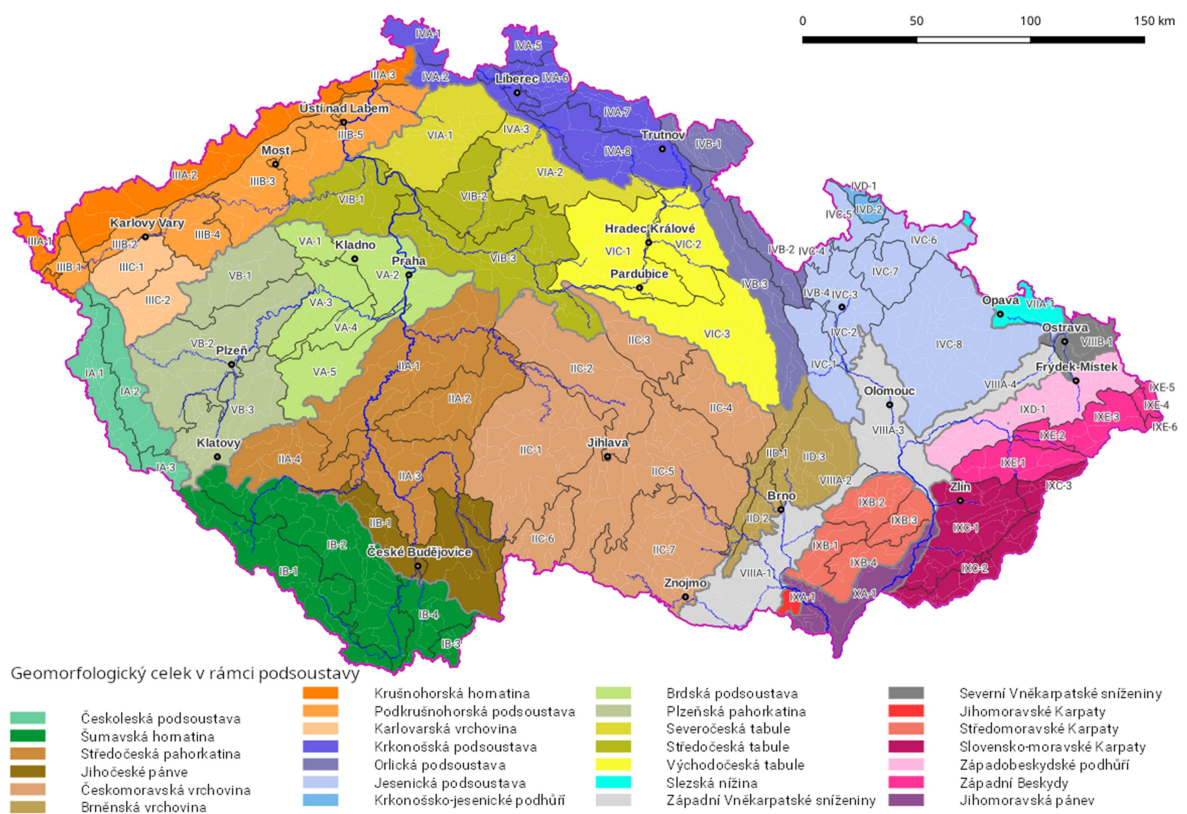 0 50 100 150 km
IVA-1
IVA-5
IIIA-3
IVA-2
Liberec
IVA-6
Ústí nad Labem
IVA-7
IIIB-5
VIA-1
IVA-3
Trutnov
IVB-1
Most
IVA-8
IIIA-2
IIIB-3
VIA-2
VIB-1
VIB-2
IVD-1
IVC-5
IVD-2
Karlovy Vary
IIIB-4
Hradec Králové
IIIA-1
IIIB-2
VA-1
Kladno
VIC-1
VIC-2
IVB-2
IVC-4
IVC-6
IIIB-1
IIIC-1
VB-1
VA-2
Praha
VIB-3
Pardubice
IVC-7
IIIC-2
VA-3
IVB-3
IVB-4
IVC-3
Opava
VIIA-1
VA-4
VIC-3
IVC-2
Ostrava
VB-2
IIC-3
IVC-8
VIIIB-1
Plzeň
IA-1
VA-5
IIA-1
IIC-2
IVC-1
Frýdek-Místek
IA-2
VIIIA-4
IXE-5
Olomouc
IIA-2
IXE-4
VB-3
IIC-4
IXD-1
IXE-3
IXE-6
Klatovy
VIIIA-3
IXE-2
Jihlava
IIC-1
IID-1
IID-3
IA-3
IIA-4
IIC-5
IXE-1
IIA-3
VIIIA-2
IXC-3
Zlín
Brno
IXB-2
IIB-1
IID-2
IXB-3
IXC-1
IIC-6
IB-2
České Budějovice
IIC-7
IXB-1
IXB-4
IB-1
VIIIA-1
IXC-2
Znojmo
IXA-1
XA-1
IB-4
IB-3
Geomorfologický celek v rámci podsoustavy
Českoleská podsoustava
Šumavská hornatina
Středočeská pahorkatina
Jihočeské pánve
Českomoravská vrchovina
Brněnská vrchovina
Krušnohorská hornatina
Podkrušnohorská podsoustava
Karlovarská vrchovina
Krkonošská podsoustava
Orlická podsoustava
Jesenická podsoustava
Krkonošsko-jesenické podhůří
Brdská podsoustava
Plzeňská pahorkatina
Severočeská tabule
Středočeská tabule
Východočeská tabule
Slezská nížina
Západní Vněkarpatské sníženiny
Severní Vněkarpatské sníženiny
Jihomoravské Karpaty
Středomoravské Karpaty
Slovensko-moravské Karpaty
Západobeskydské podhůří
Západní Beskydy
Jihomoravská pánev